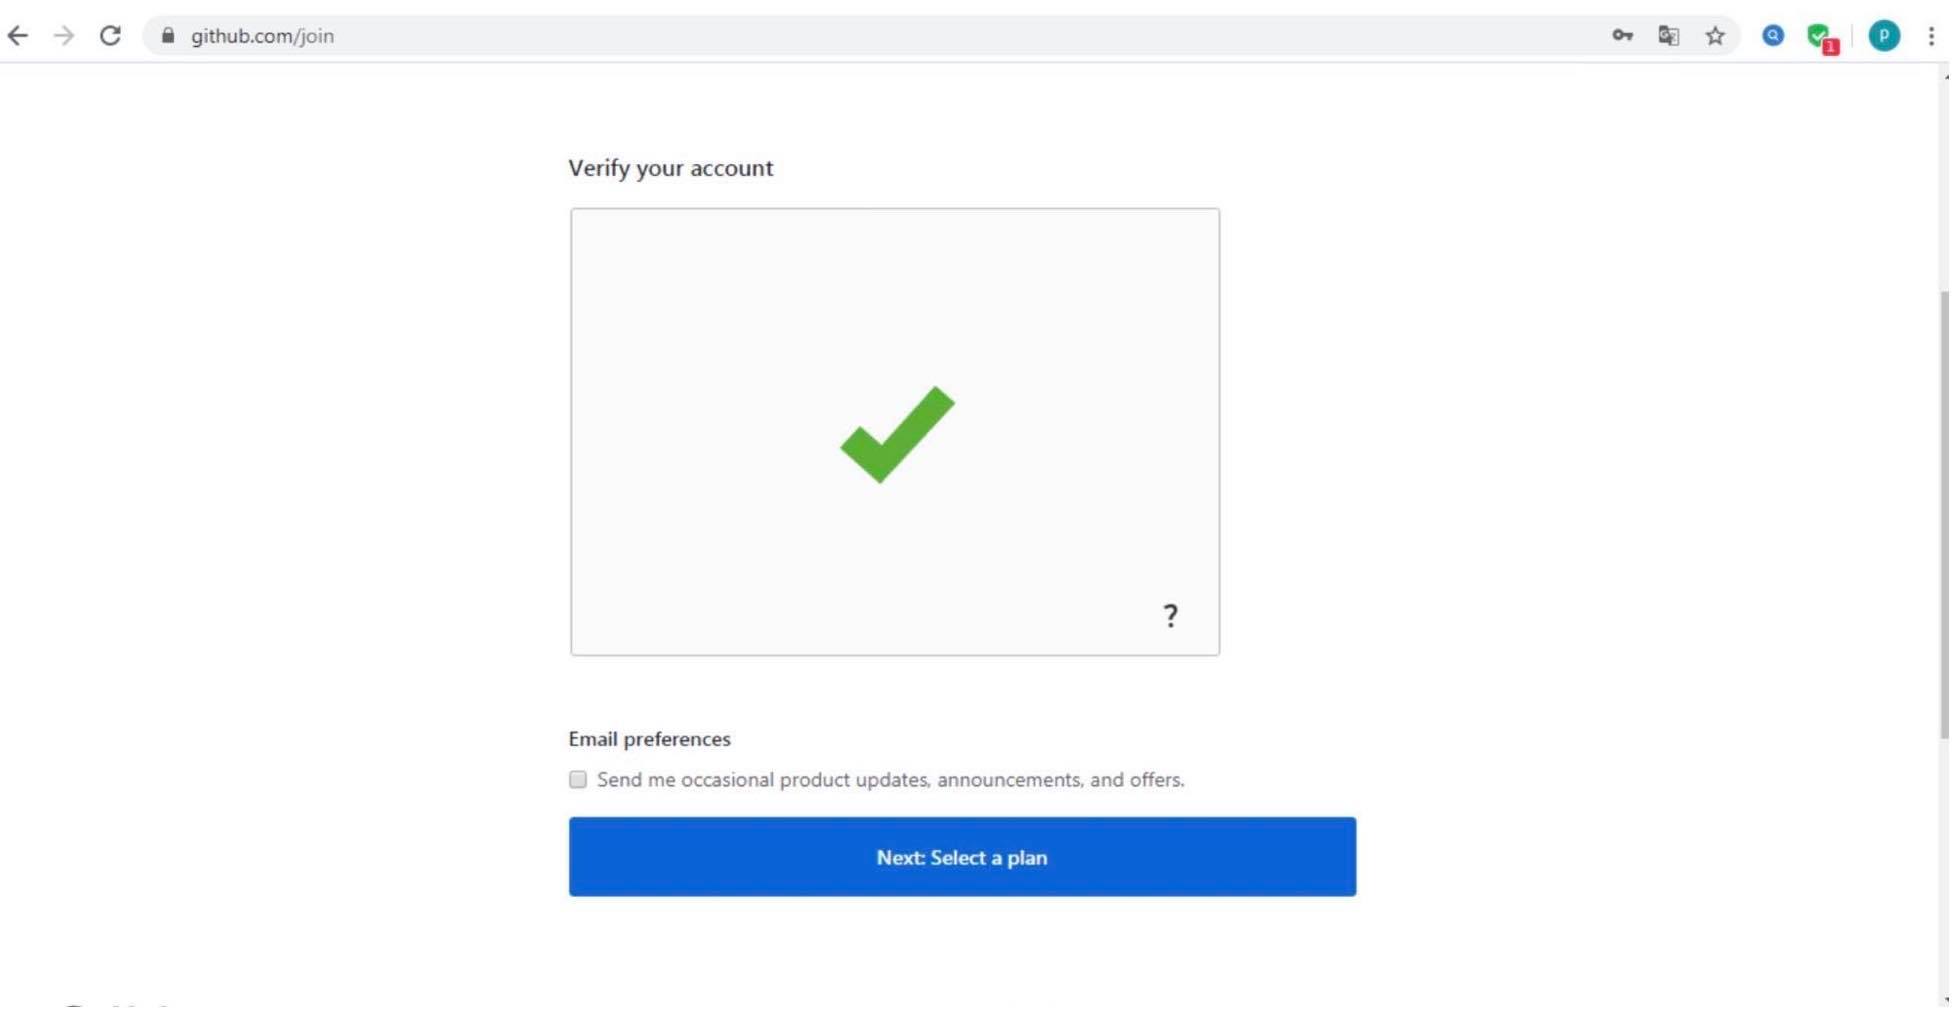 github.com/join
1
P
Verify your account
?
Email preferences
Send me occasional product updates, announcements, and offers.
Next: Select a plan